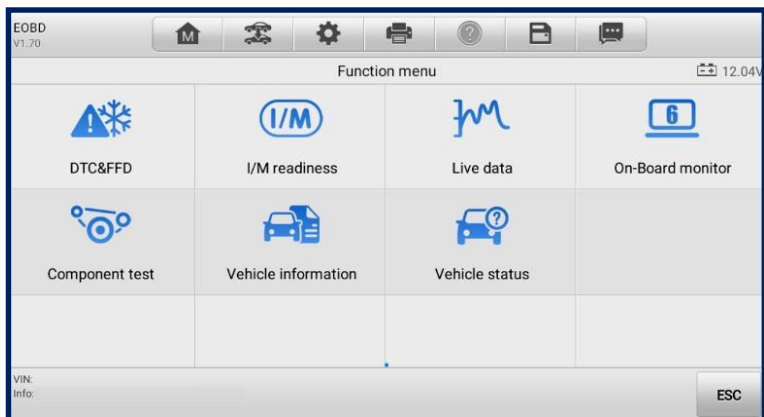 EOBD
V1.70
M
?
Function menu
12.04V
I/M
6
DTC&FFD
I/M readiness
Live data
On-Board monitor
?
Component test
Vehicle information
Vehicle status
VIN:
Info:
ESC